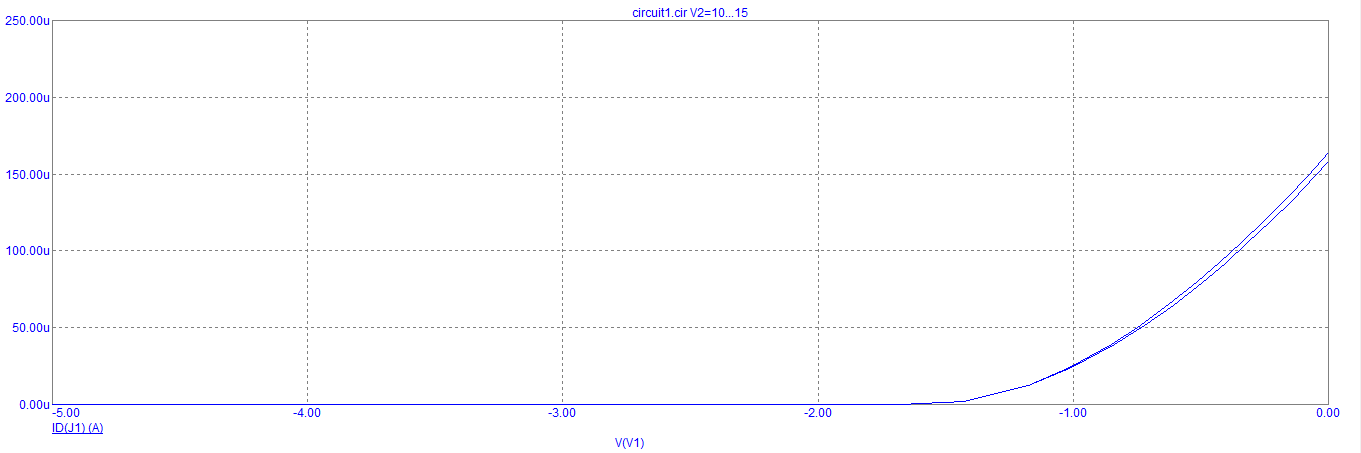 circuit1.cir V2=10...15
250.00u
200.00u
150.00u
100.00u
50.00u
0.00u
-5.00 -4.00 -3.00 -2.00 -1.00 0.00
ID(J1) (A)
V(V1)